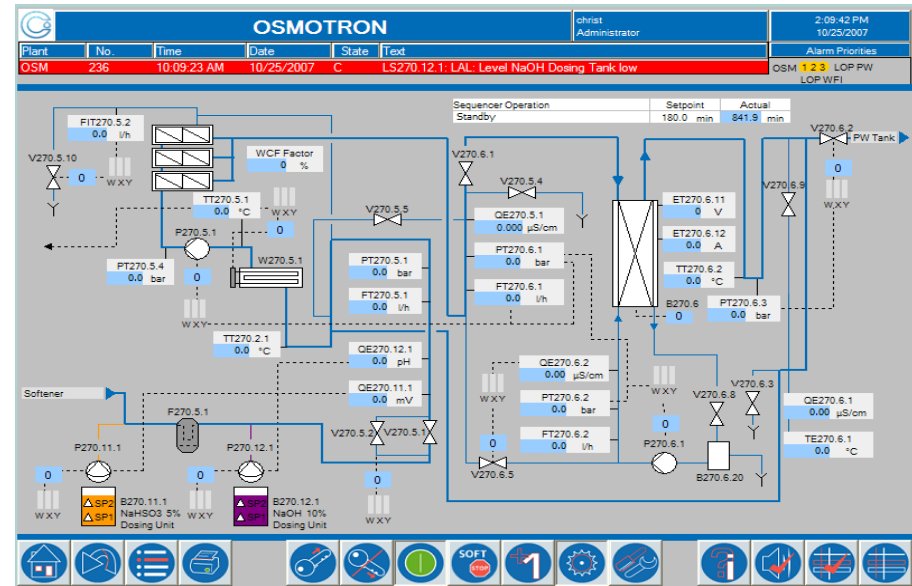 OSMOTRON
christ
Administrator
2:09:42 PM
10/25/2007
Plant No. Time Date State Text
Alarm Priorities
OSM 236 10:09:23 AM 10/25/2007 C LS270.12.1: LAL: Level NaOH Dosing Tank low
OSM 1 2 3 LOP PW
LOP WFI
Sequencer Operation Setpoint Actual
Standby 180.0 min 841.9 min
FIT270.5.2
0.0 l/h
V270.5.10
0
W X Y
WCF Factor
0 %
TT270.5.1
0.0 °C
W X Y
0
P270.5.1
PT270.5.4
0.0 bar
0
W X Y
W270.5.1
TT270.2.1
0.0 °C
V270.5.5
PT270.5.1
0.0 bar
FT270.5.1
0.0 l/h
QE270.12.1
0.0 pH
QE270.11.1
0.0 mV
V270.6.1
V270.5.4
QE270.5.1
0.000 µS/cm
PT270.6.1
0.0 bar
FT270.6.1
0.0 l/h
V270.6.2
PW Tank
0
W X Y
V270.6.9
ET270.6.11
0 V
ET270.6.12
0.0 A
TT270.6.2
0.0 °C
B270.6
0
PT270.6.3
0.0 bar
QE270.6.2
0.00 µS/cm
PT270.6.2
0.0 bar
FT270.6.2
0.0 l/h
W X Y
0
V270.6.5
W X Y
0
P270.6.1
V270.6.8
V270.6.3
B270.6.20
QE270.6.1
0.00 µS/cm
TE270.6.1
0.0 °C
Softener
F270.5.1
P270.11.1
0
W X Y
SP2
SP1
B270.11.1
NaHSO3 5%
Dosing Unit
P270.12.1
0
W X Y
SP2
SP1
B270.12.1
NaOH 10%
Dosing Unit
V270.5.2
V270.5.1
0
W X Y
SOFT
STOP
+1